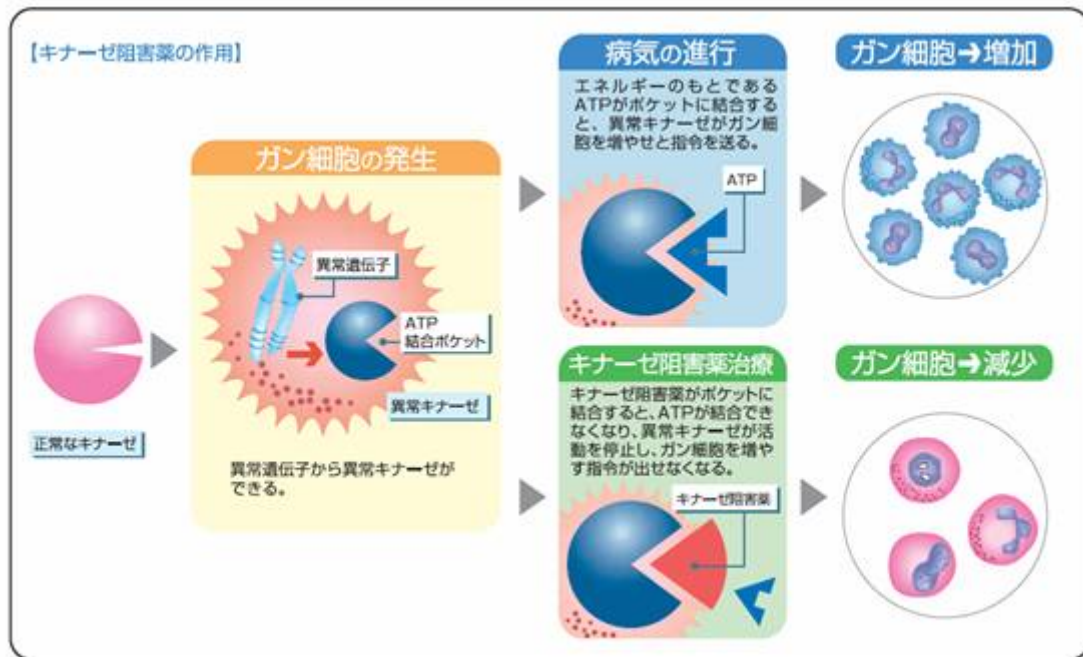 【キナーゼ阻害薬の作用】
正常なキナーゼ
ガン細胞の発生
異常遺伝子
ATP
結合ポケット
異常キナーゼ
異常遺伝子から異常キナーゼが
できる。
病気の進行
エネルギーのもとである
ATPがポケットに結合する
と、異常キナーゼがガン細
胞を増やせと指令を送る。
ATP
ガン細胞→増加
キナーゼ阻害薬治療
キナーゼ阻害薬がポケットに
結合すると、ATPが結合でき
なくなり、異常キナーゼが活
動を停止し、ガン細胞を増や
す指令が出せなくなる。
キナーゼ阻害薬
ガン細胞→減少